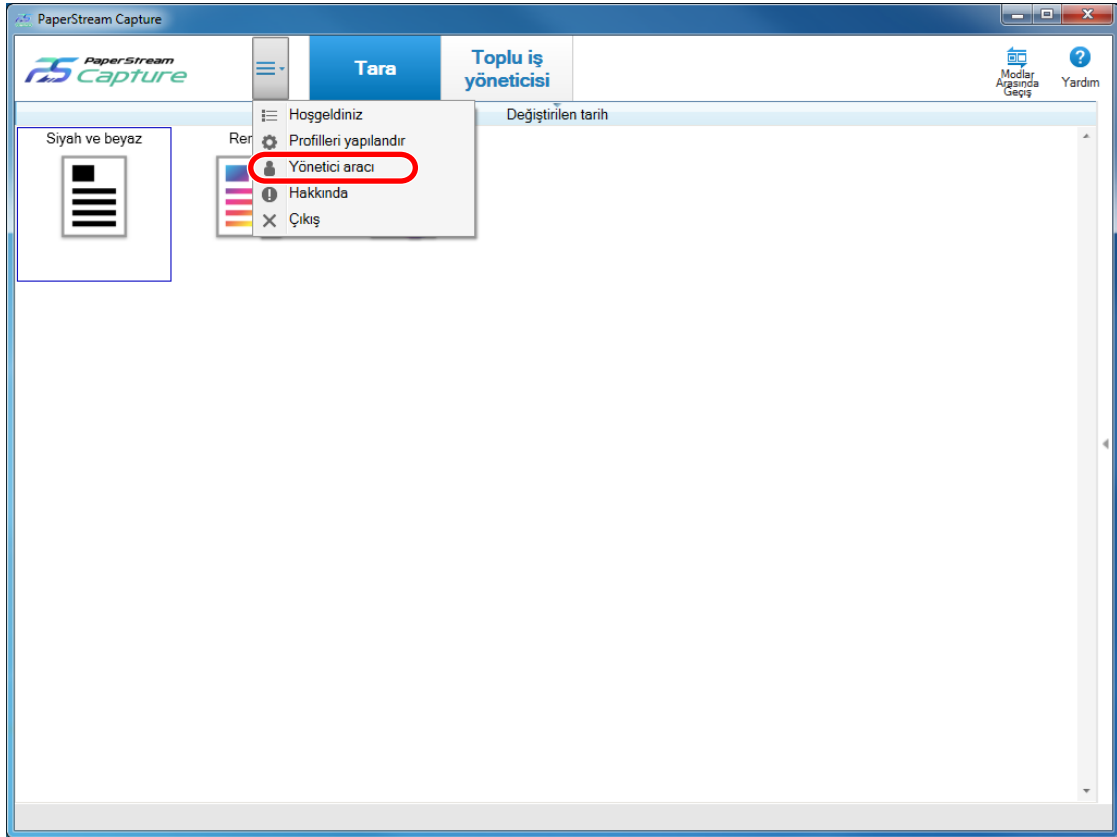 PaperStream Capture
PaperStream
Capture
Tara
Toplu iş
yöneticisi
Modlar
Arasında
Geçiş
Yardım
Değiştirilen tarih
Hoşgeldiniz
Profilleri yapılandır
Yönetici aracı
Hakkında
Çıkış
Siyah ve beyaz